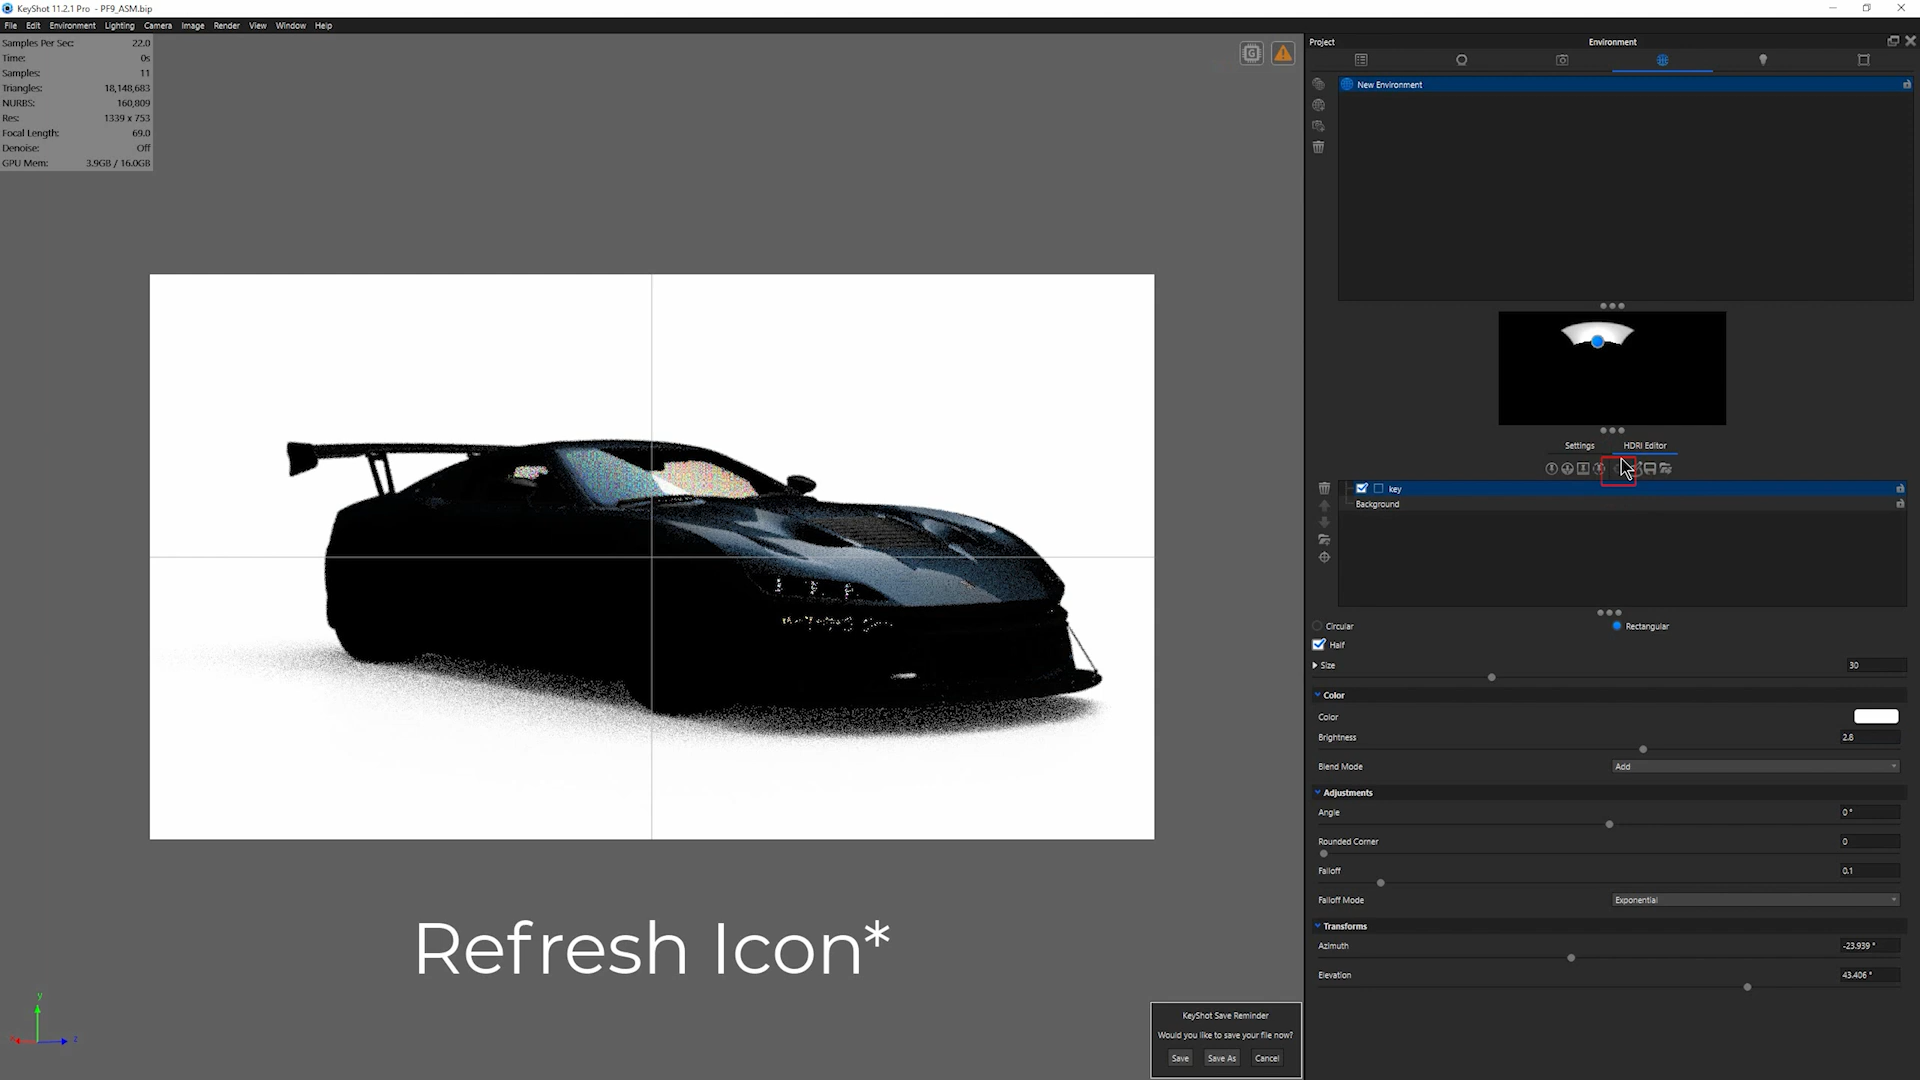 KeyShot 11.2.1 Pro - PF9_ASM.bip
File Edit Environment Lighting Camera Image Render View Window Help
Samples Per Sec: 22.0
Time: 0s
Samples: 11
Triangles: 18,148,683
NURBS: 160,809
Res: 1339 x 753
Focal Length: 69.0
Denoise: Off
GPU Mem: 3.9GB / 16.0GB
Project Environment
New Environment
Settings HDRI Editor
key
Background
Circular Rectangular
Half
Size 30
Color
Color
Brightness 2.8
Blend Mode Add
Adjustments
Angle 0 °
Rounded Corner 0
Falloff 0.1
Falloff Mode Exponential
Transforms
Azimuth -23.939 °
Elevation 43.406 °
Refresh Icon*
y
z
KeyShot Save Reminder
Would you like to save your file now?
Save Save As Cancel